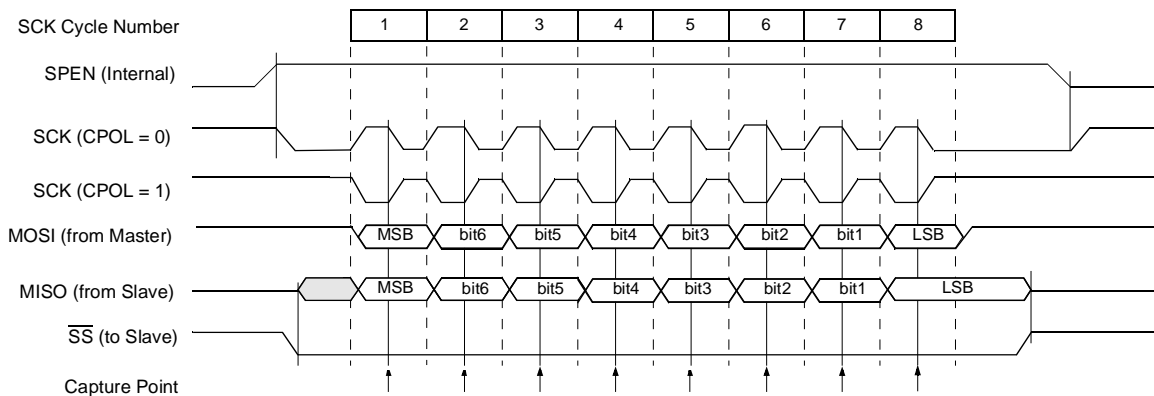 SCK Cycle Number 1 2 3 4 5 6 7 8
SPEN (Internal)
SCK (CPOL = 0)
SCK (CPOL = 1)
MOSI (from Master) MSB bit6 bit5 bit4 bit3 bit2 bit1 LSB
MISO (from Slave) MSB bit6 bit5 bit4 bit3 bit2 bit1 LSB
S̅S̅ (to Slave)
Capture Point